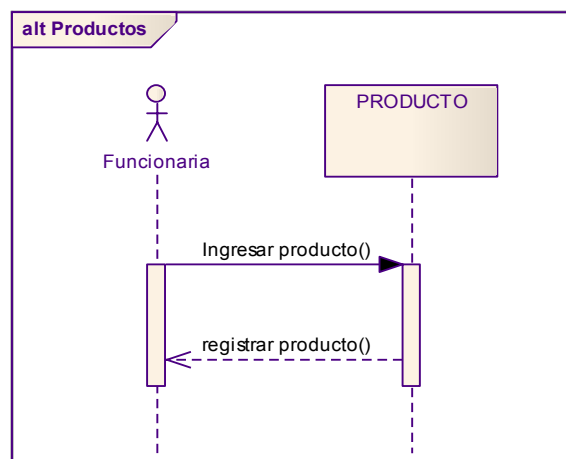 alt Productos
PRODUCTO
Funcionaria
Ingresar producto()
registrar producto()